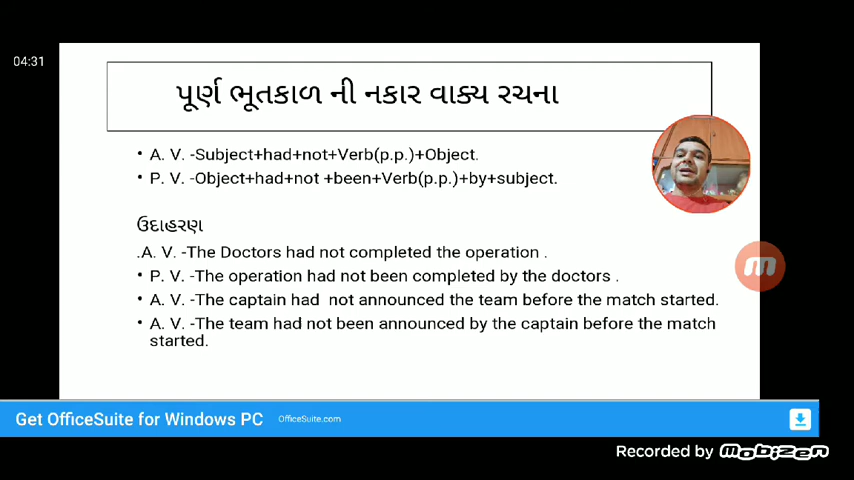 04:31
પૂર્ણ ભૂતકાળ ની નકાર વાક્ય રચના
• A. V. -Subject+had+not+Verb(p.p.)+Object.
• P. V. -Object+had+not +been+Verb(p.p.)+by+subject.
ઉદાહરણ
.A. V. -The Doctors had not completed the operation .
• P. V. -The operation had not been completed by the doctors .
• A. V. -The captain had  not announced the team before the match started.
• A. V. -The team had not been announced by the captain before the match
started.
Get OfficeSuite for Windows PC OfficeSuite.com
Recorded by mobizen